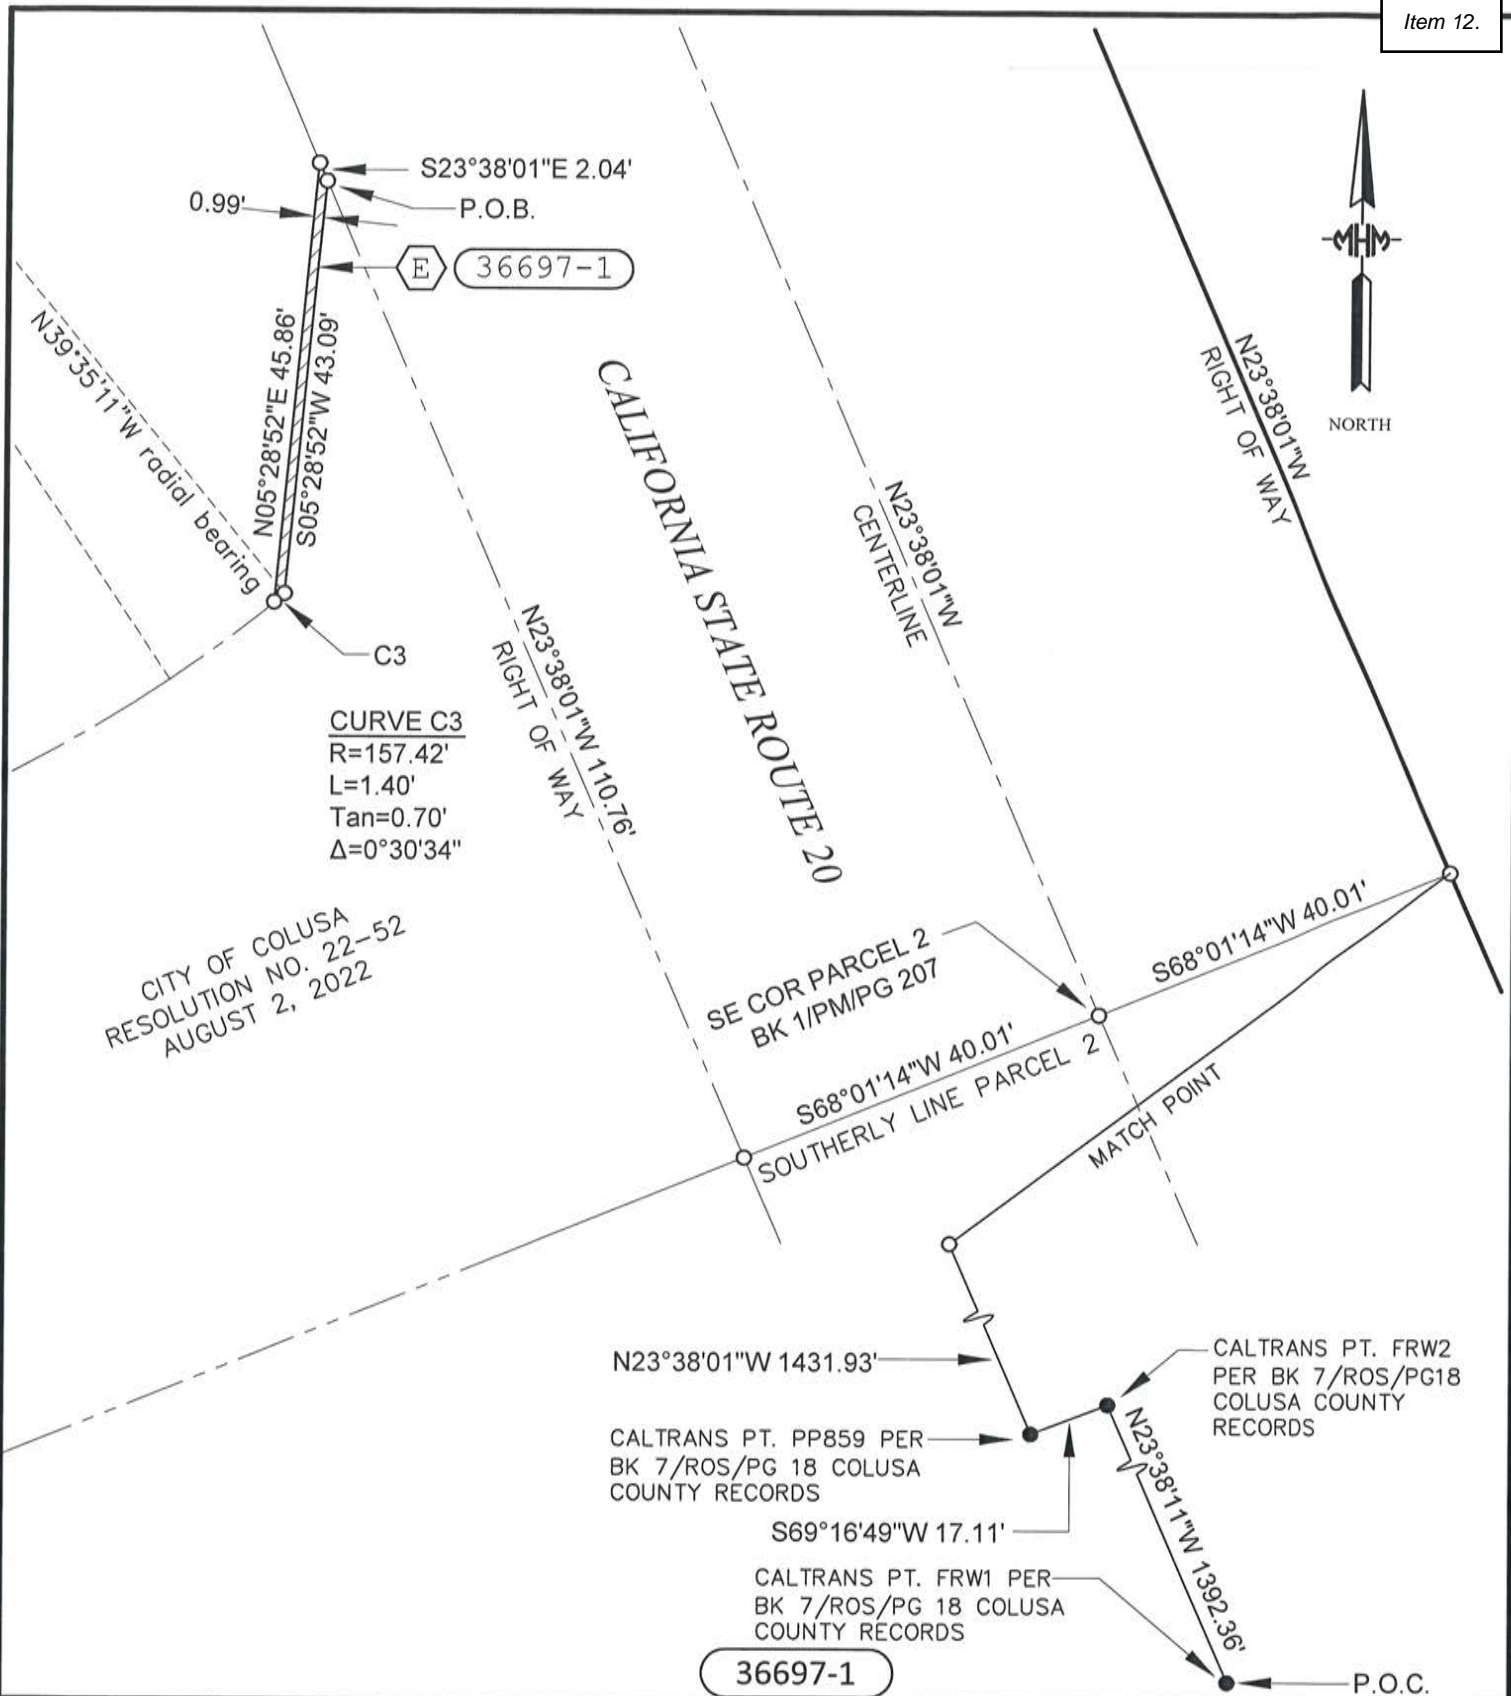 Item 12.
S23°38'01"E 2.04'
0.99'
P.O.B.
E
36697-1
N39°35'11"W radial bearing
N05°28'52"E 45.86'
S05°28'52"W 43.09'
C3
CURVE C3
R=157.42'
L=1.40'
Tan=0.70'
Δ=0°30'34"
CALIFORNIA STATE ROUTE 20
N23°38'01"W 110.76'
RIGHT OF WAY
N23°38'01"W
CENTERLINE
N23°38'01"W
RIGHT OF WAY
NORTH
CITY OF COLUSA
RESOLUTION NO. 22-52
AUGUST 2, 2022
SE COR PARCEL 2
BK 1/PM/PG 207
S68°01'14"W 40.01'
S68°01'14"W 40.01'
SOUTHERLY LINE PARCEL 2
MATCH POINT
N23°38'01"W 1431.93'
CALTRANS PT. FRW2
PER BK 7/ROS/PG18
COLUSA COUNTY
RECORDS
CALTRANS PT. PP859 PER
BK 7/ROS/PG 18 COLUSA
COUNTY RECORDS
S69°16'49"W 17.11'
N23°38'11"W 1392.36'
CALTRANS PT. FRW1 PER
BK 7/ROS/PG 18 COLUSA
COUNTY RECORDS
36697-1
P.O.C.